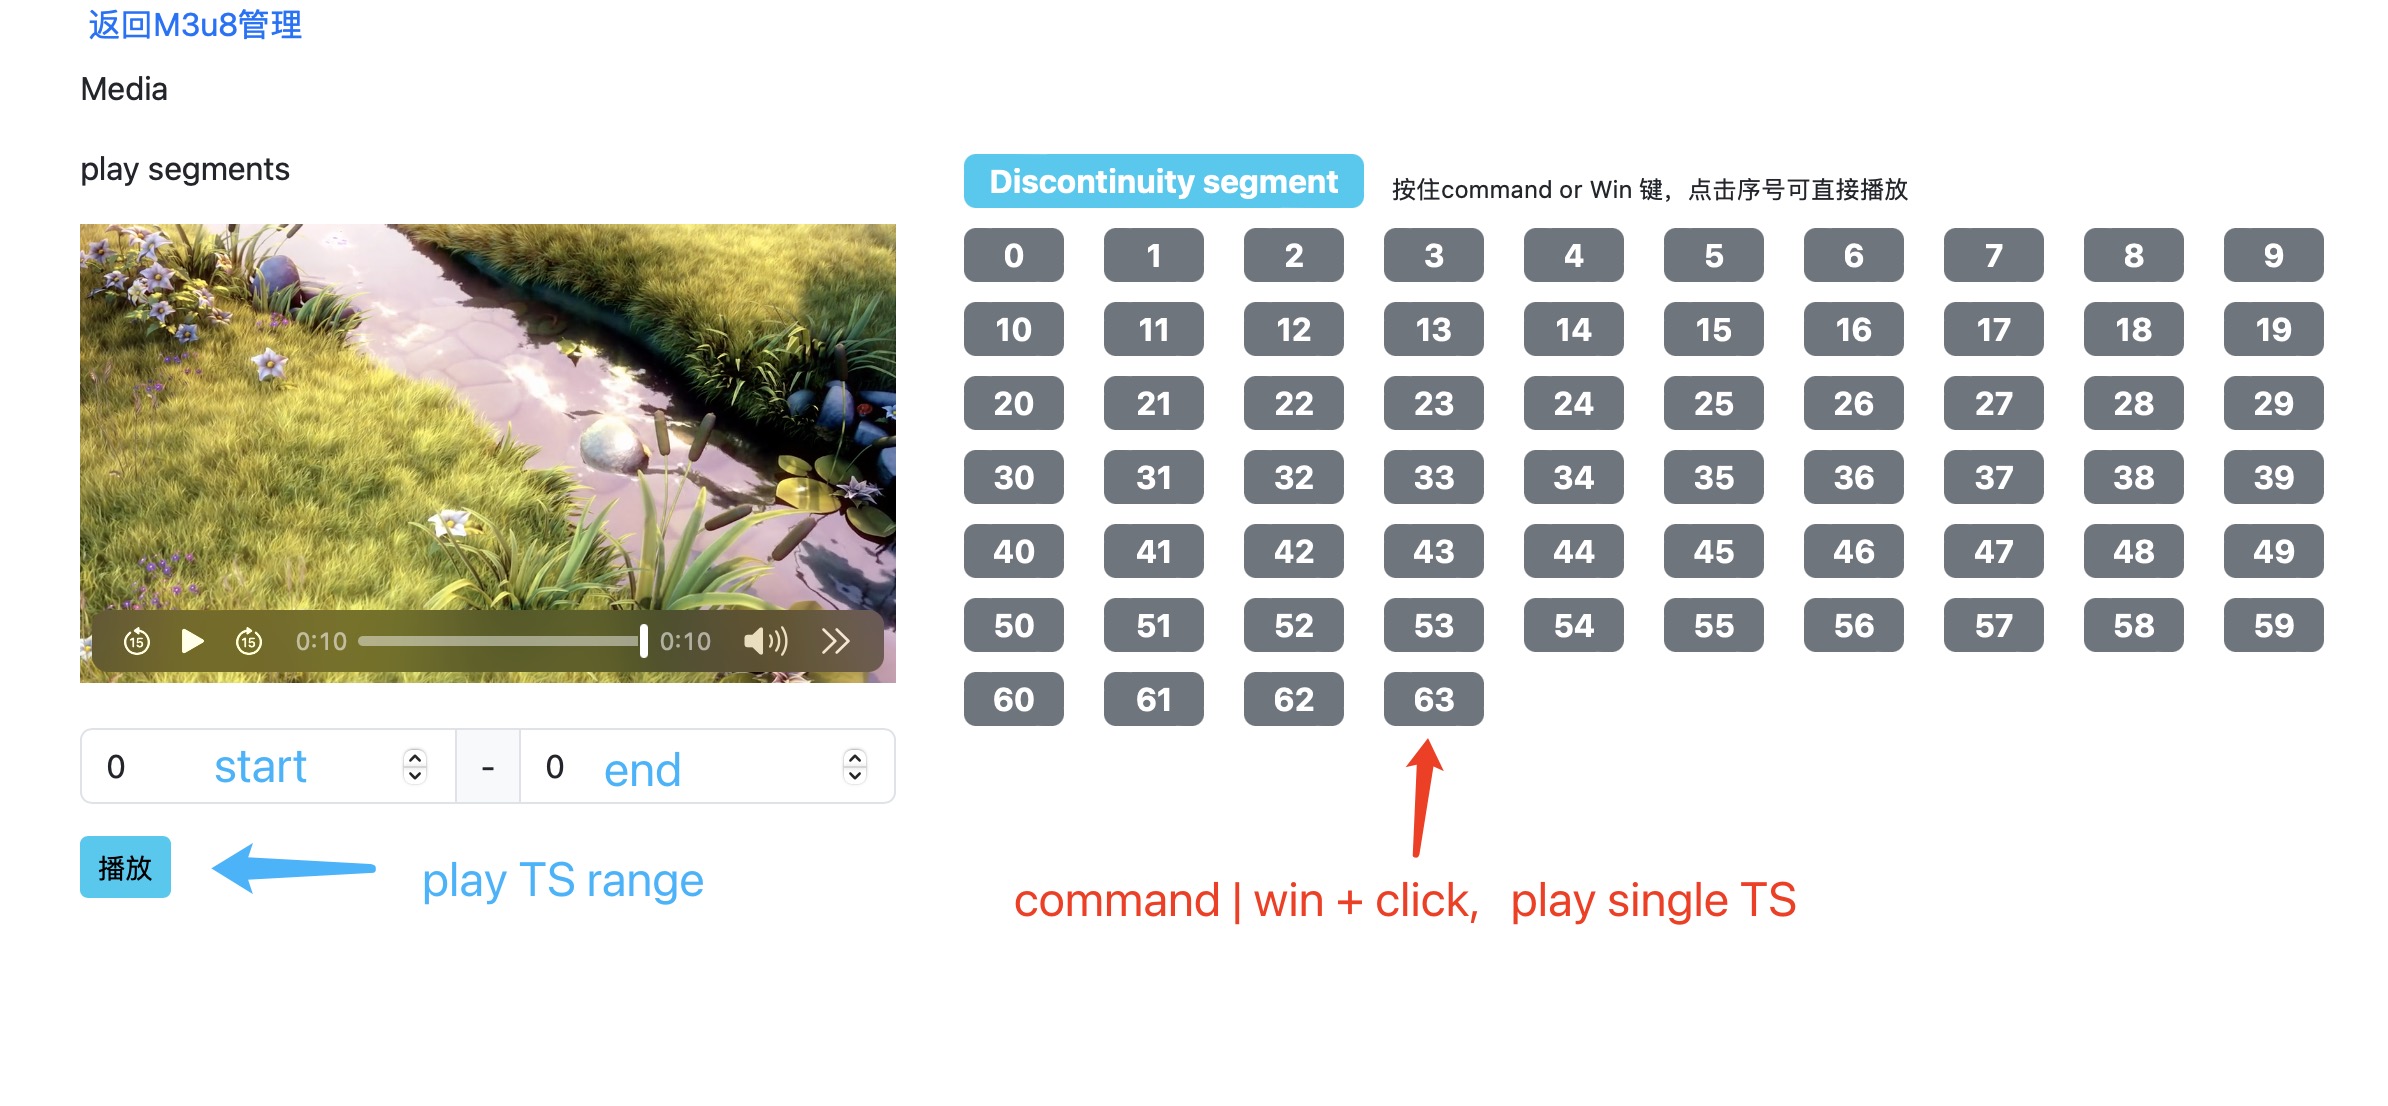 返回M3u8管理
Media
play segments
Discontinuity segment 按住command or Win 键，点击序号可直接播放
0 1 2 3 4 5 6 7 8 9
10 11 12 13 14 15 16 17 18 19
20 21 22 23 24 25 26 27 28 29
30 31 32 33 34 35 36 37 38 39
40 41 42 43 44 45 46 47 48 49
50 51 52 53 54 55 56 57 58 59
60 61 62 63
15 15 0:10 0:10
0 start - 0 end
播放 play TS range
command | win + click，play single TS